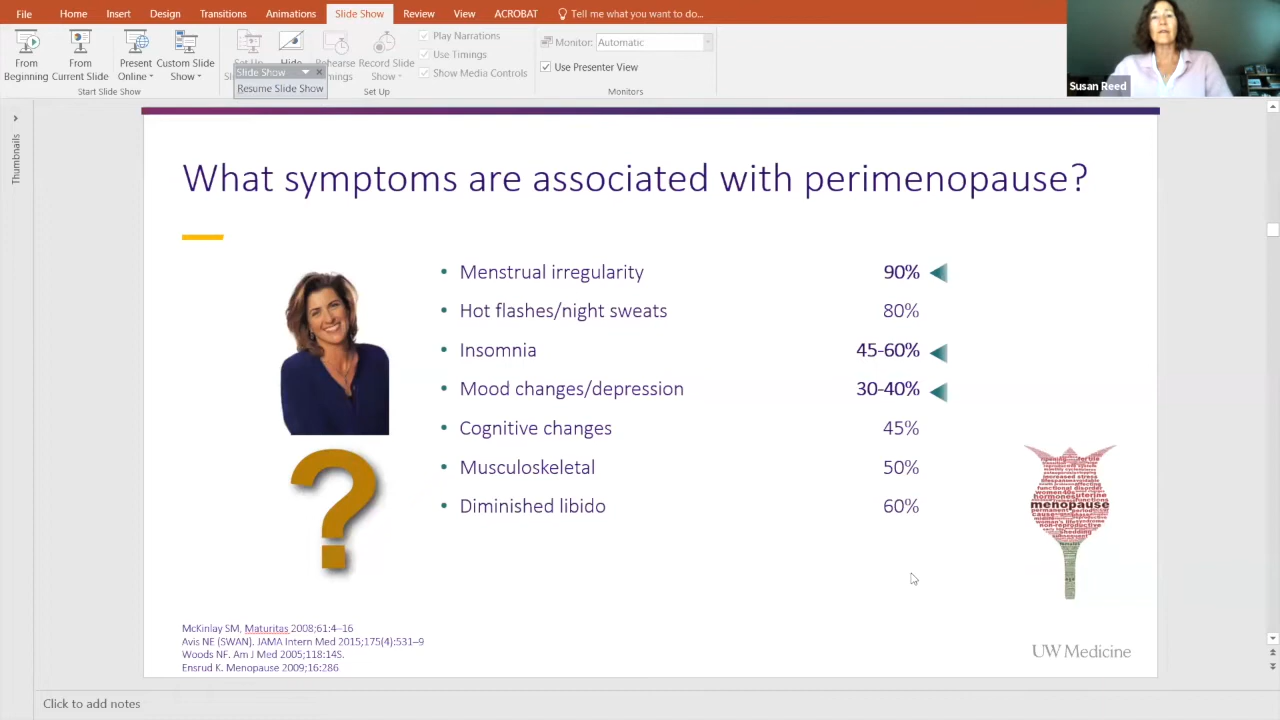 File Home Insert Design Transitions Animations Slide Show Review View ACROBAT Tell me what you want to do...
From Beginning
From Current Slide
Present Online
Custom Slide Show
Hide
Record Slide Show
Play Narrations
Use Timings
Show Media Controls
Monitor: Automatic
Use Presenter View
Slide Show
Resume Slide Show
Start Slide Show
Set Up
Monitors
Susan Reed
Thumbnails
What symptoms are associated with perimenopause?
• Menstrual irregularity 90%
• Hot flashes/night sweats 80%
• Insomnia 45-60%
• Mood changes/depression 30-40%
• Cognitive changes 45%
• Musculoskeletal 50%
• Diminished libido 60%
?
menopause
McKinlay SM, Maturitas 2008;61:4–16
Avis NE (SWAN). JAMA Intern Med 2015;175(4):531–9
Woods NF. Am J Med 2005;118:14S.
Ensrud K. Menopause 2009;16:286
UW Medicine
Click to add notes